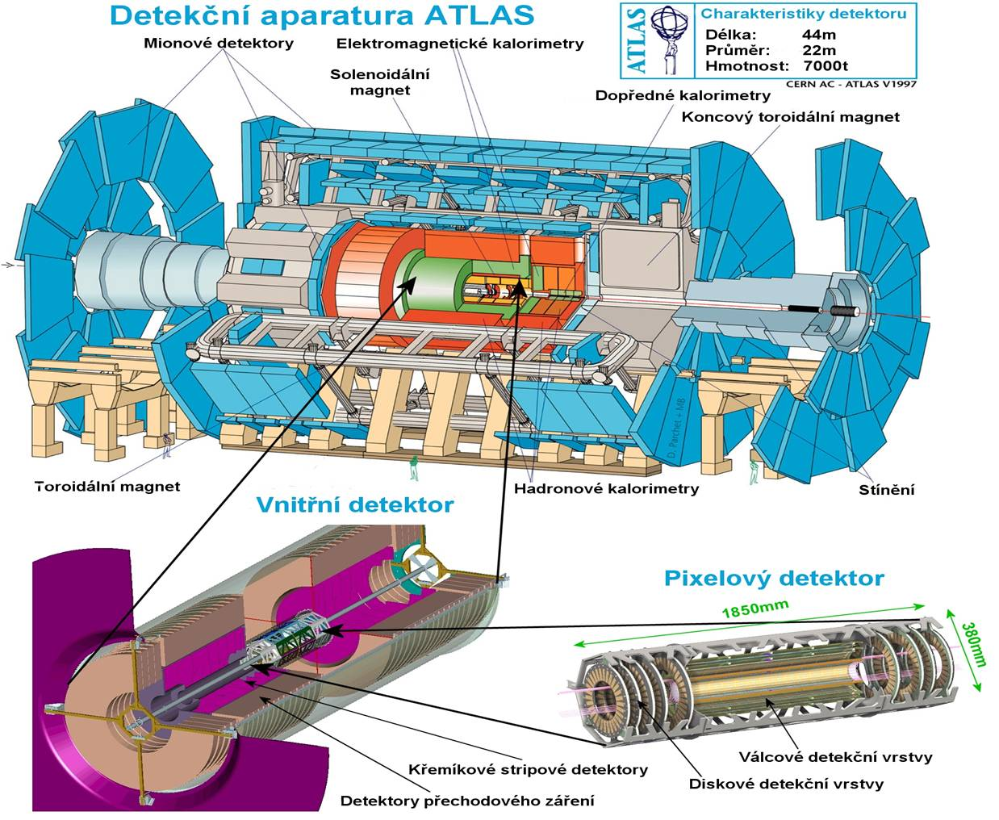 Detekční aparatura ATLAS
Mionové detektory
Elektromagnetické kalorimetry
Solenoidální
magnet
ATLAS
Charakteristiky detektoru
Délka: 44m
Průměr: 22m
Hmotnost: 7000t
CERN AC - ATLAS V1997
Dopředné kalorimetry
Koncový toroidální magnet
D. Parchet + MB
Toroidální magnet
Hadronové kalorimetry
Stínění
Vnitřní detektor
Pixelový detektor
1850mm
380mm
Křemíkové stripové detektory
Detektory přechodového záření
Válcové detekční vrstvy
Diskové detekční vrstvy